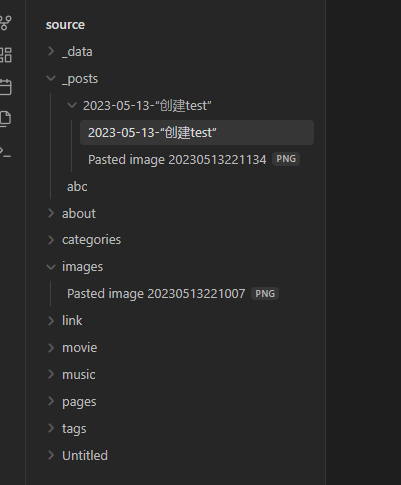 source
_data
_posts
2023-05-13-“创建test”
2023-05-13-“创建test”
Pasted image 20230513221134 PNG
abc
about
categories
images
Pasted image 20230513221007 PNG
link
movie
music
pages
tags
Untitled